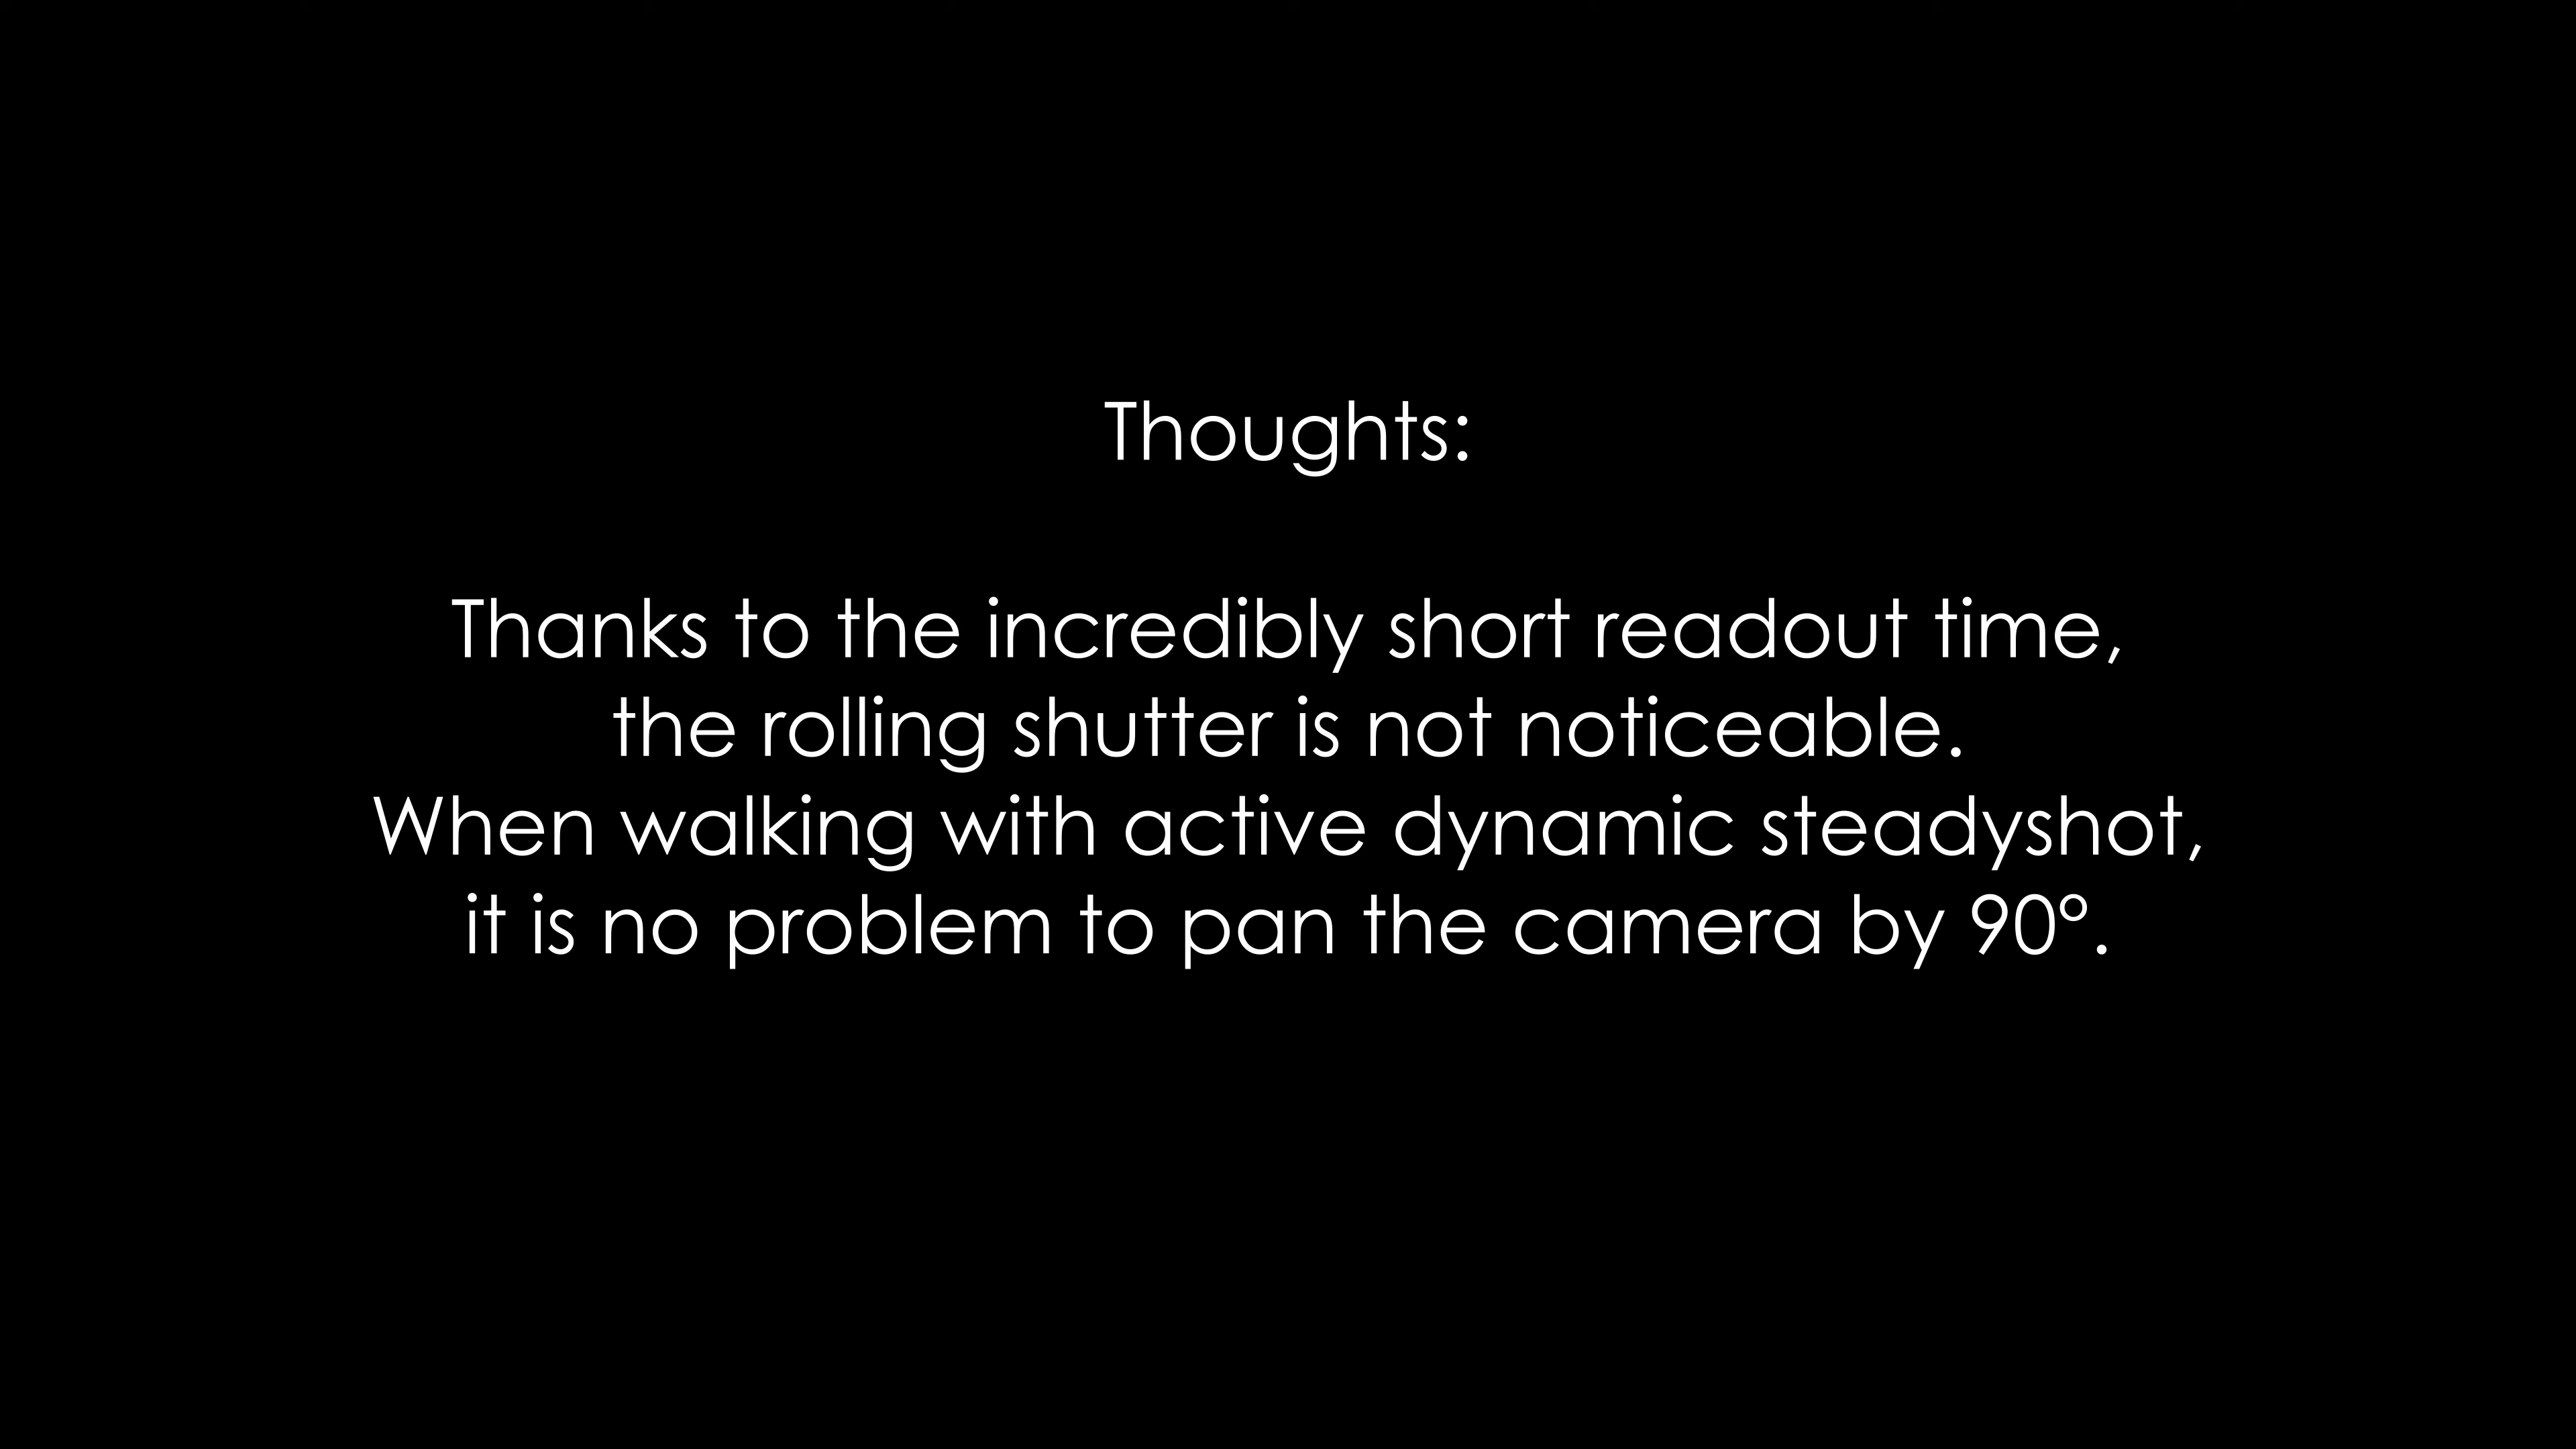 Thoughts:
Thanks to the incredibly short readout time,
the rolling shutter is not noticeable.
When walking with active dynamic steadyshot,
it is no problem to pan the camera by 90°.